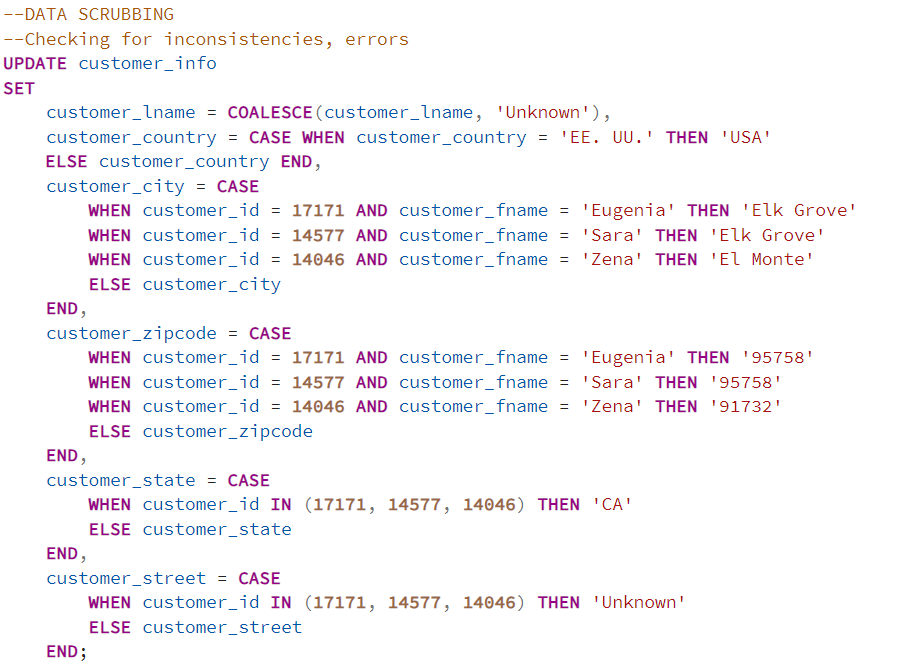 --DATA SCRUBBING
--Checking for inconsistencies, errors
UPDATE customer_info
SET
    customer_lname = COALESCE(customer_lname, 'Unknown'),
    customer_country = CASE WHEN customer_country = 'EE. UU.' THEN 'USA'
    ELSE customer_country END,
    customer_city = CASE
        WHEN customer_id = 17171 AND customer_fname = 'Eugenia' THEN 'Elk Grove'
        WHEN customer_id = 14577 AND customer_fname = 'Sara' THEN 'Elk Grove'
        WHEN customer_id = 14046 AND customer_fname = 'Zena' THEN 'El Monte'
        ELSE customer_city
    END,
    customer_zipcode = CASE
        WHEN customer_id = 17171 AND customer_fname = 'Eugenia' THEN '95758'
        WHEN customer_id = 14577 AND customer_fname = 'Sara' THEN '95758'
        WHEN customer_id = 14046 AND customer_fname = 'Zena' THEN '91732'
        ELSE customer_zipcode
    END,
    customer_state = CASE
        WHEN customer_id IN (17171, 14577, 14046) THEN 'CA'
        ELSE customer_state
    END,
    customer_street = CASE
        WHEN customer_id IN (17171, 14577, 14046) THEN 'Unknown'
        ELSE customer_street
    END;